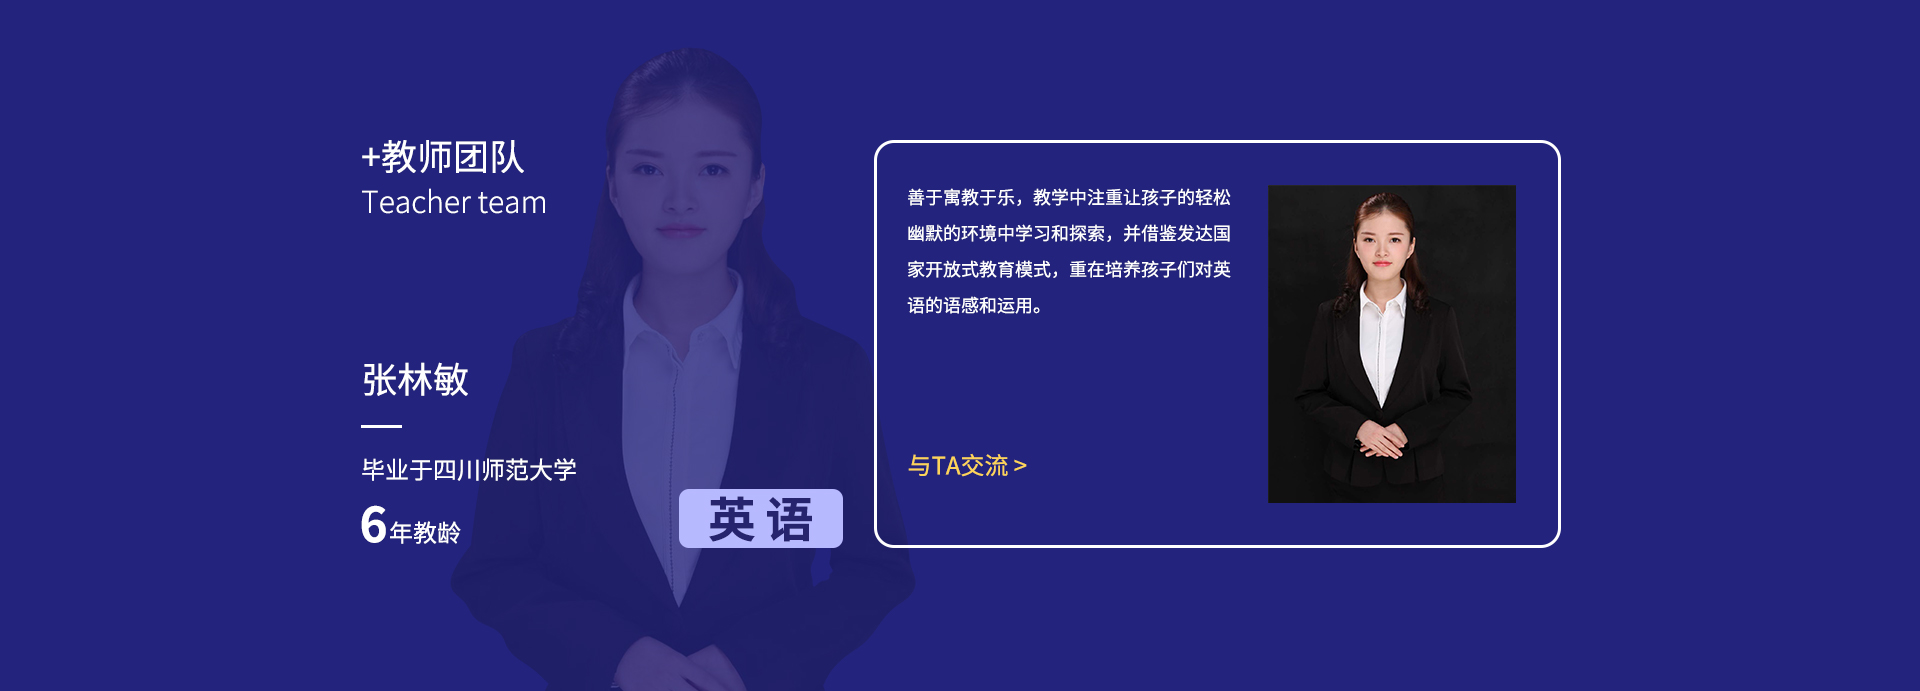 +教师团队
Teacher team
张林敏
毕业于四川师范大学
6年教龄
英语
善于寓教于乐，教学中注重让孩子的轻松
幽默的环境中学习和探索，并借鉴发达国
家开放式教育模式，重在培养孩子们对英
语的语感和运用。
与TA交流 >